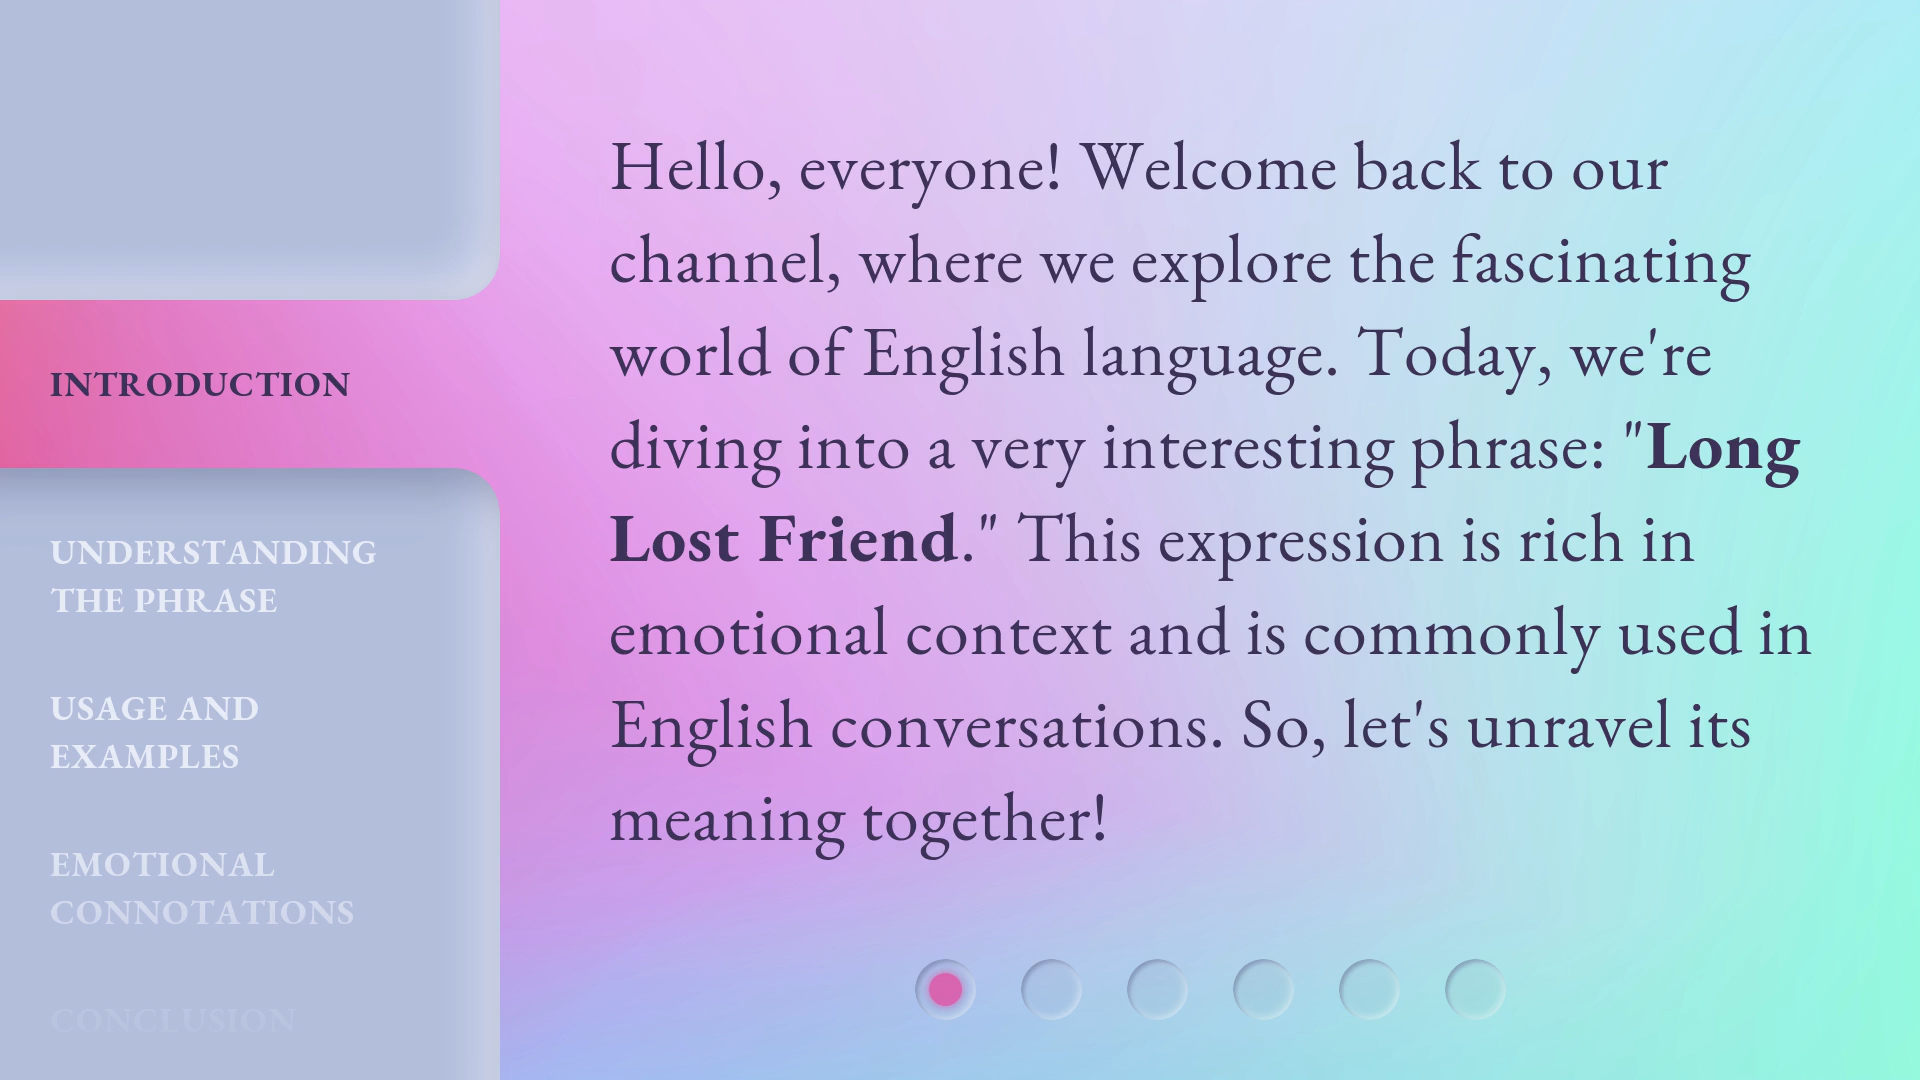 INTRODUCTION
UNDERSTANDING
THE PHRASE
USAGE AND
EXAMPLES
EMOTIONAL
CONNOTATIONS
CONCLUSION
Hello, everyone! Welcome back to our
channel, where we explore the fascinating
world of English language. Today, we're
diving into a very interesting phrase: "Long
Lost Friend." This expression is rich in
emotional context and is commonly used in
English conversations. So, let's unravel its
meaning together!